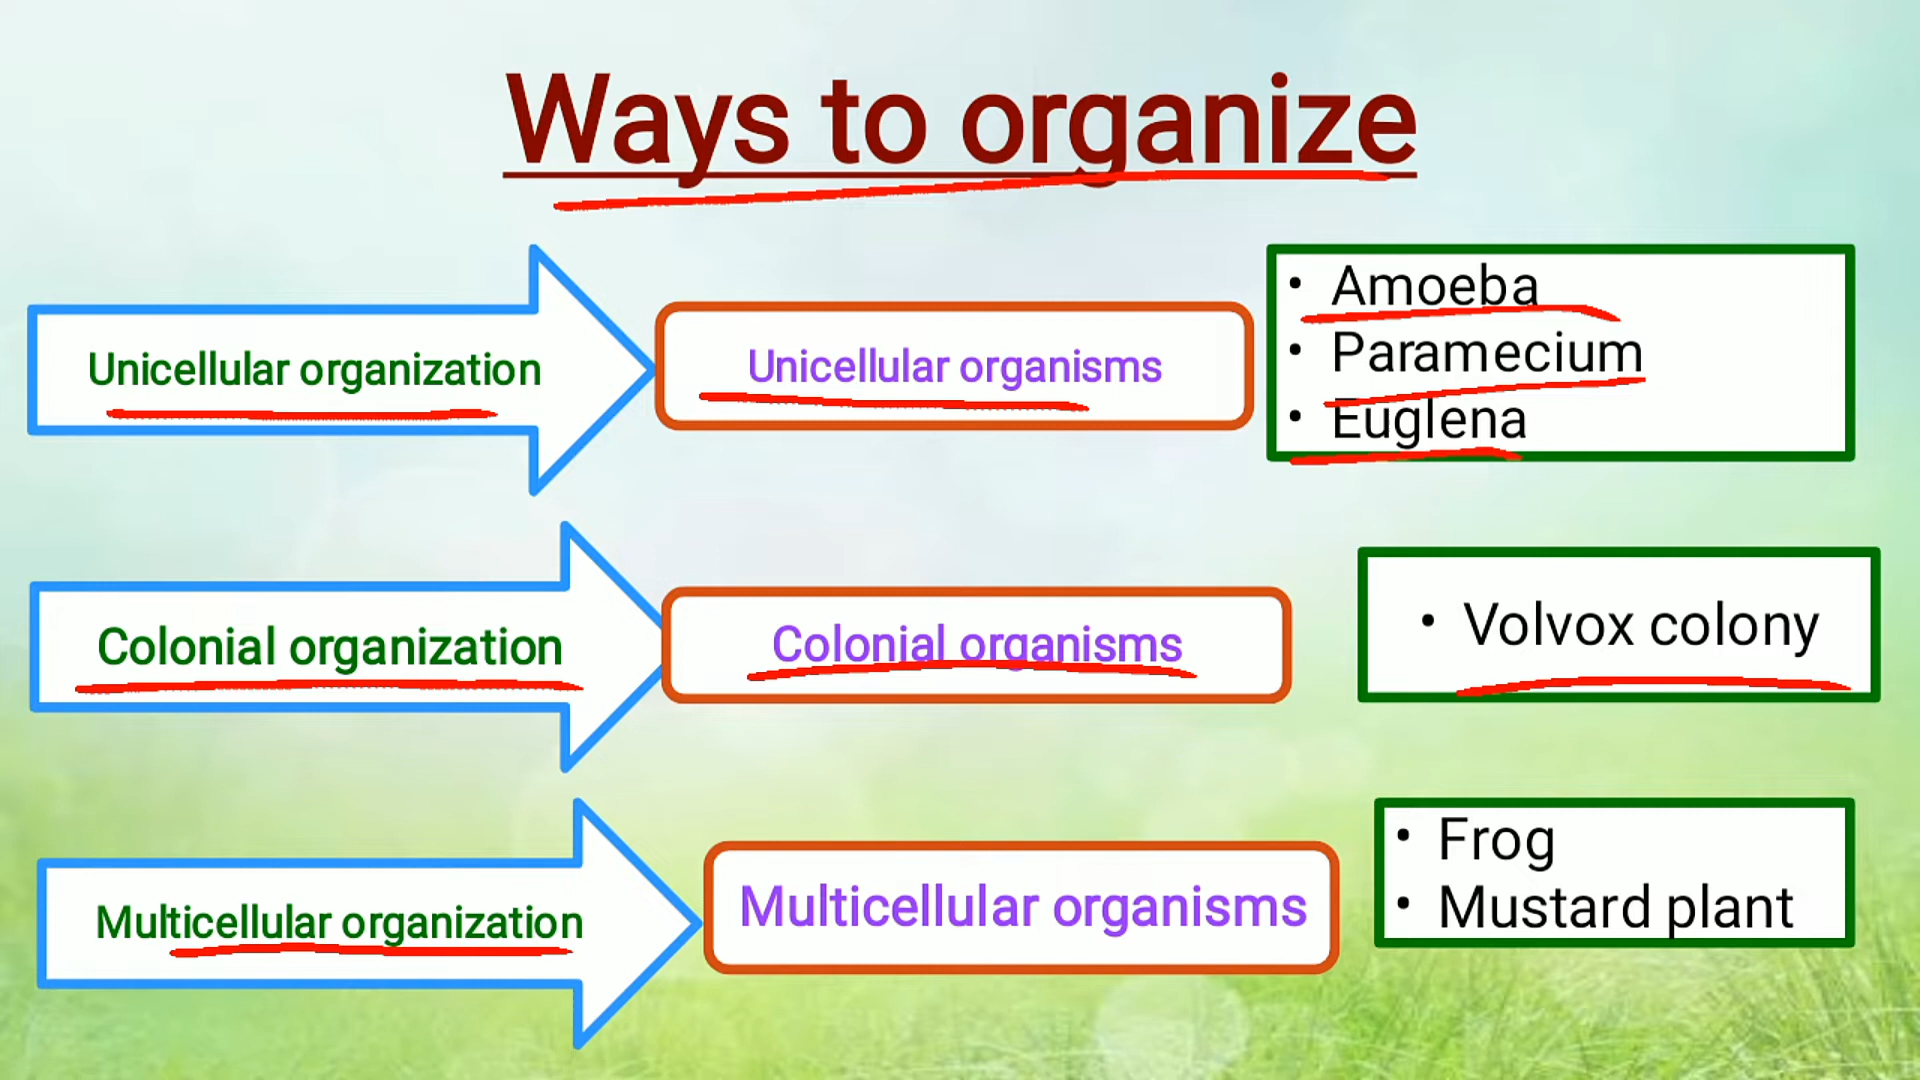 Ways to organize
Unicellular organization
Unicellular organisms
• Amoeba
• Paramecium
• Euglena
Colonial organization
Colonial organisms
• Volvox colony
Multicellular organization
Multicellular organisms
• Frog
• Mustard plant